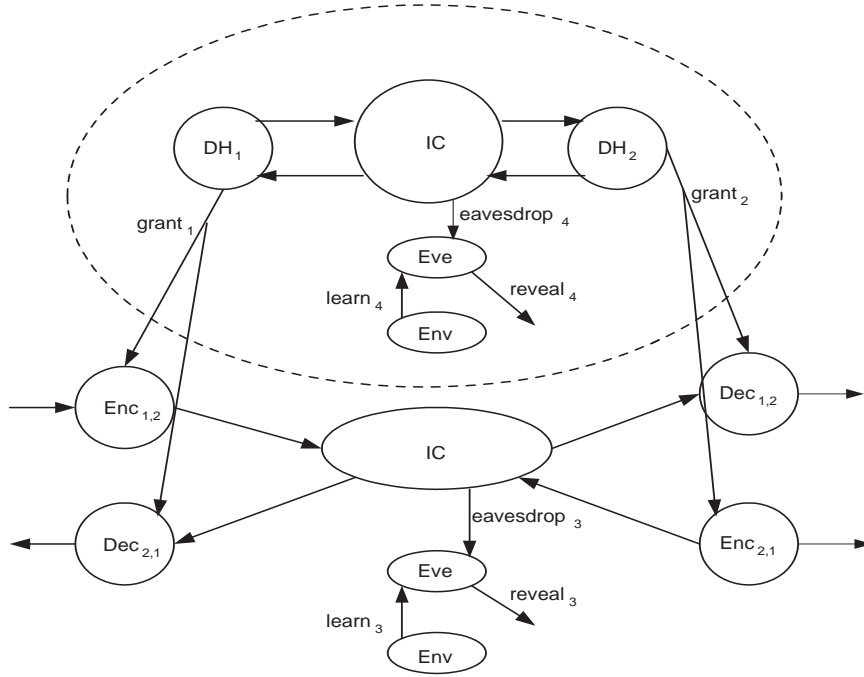 DH₁
IC
DH₂
grant₁
grant₂
eavesdrop₄
Eve
learn₄
reveal₄
Env
Enc₁,₂
Dec₁,₂
IC
Dec₂,₁
eavesdrop₃
Enc₂,₁
Eve
learn₃
reveal₃
Env